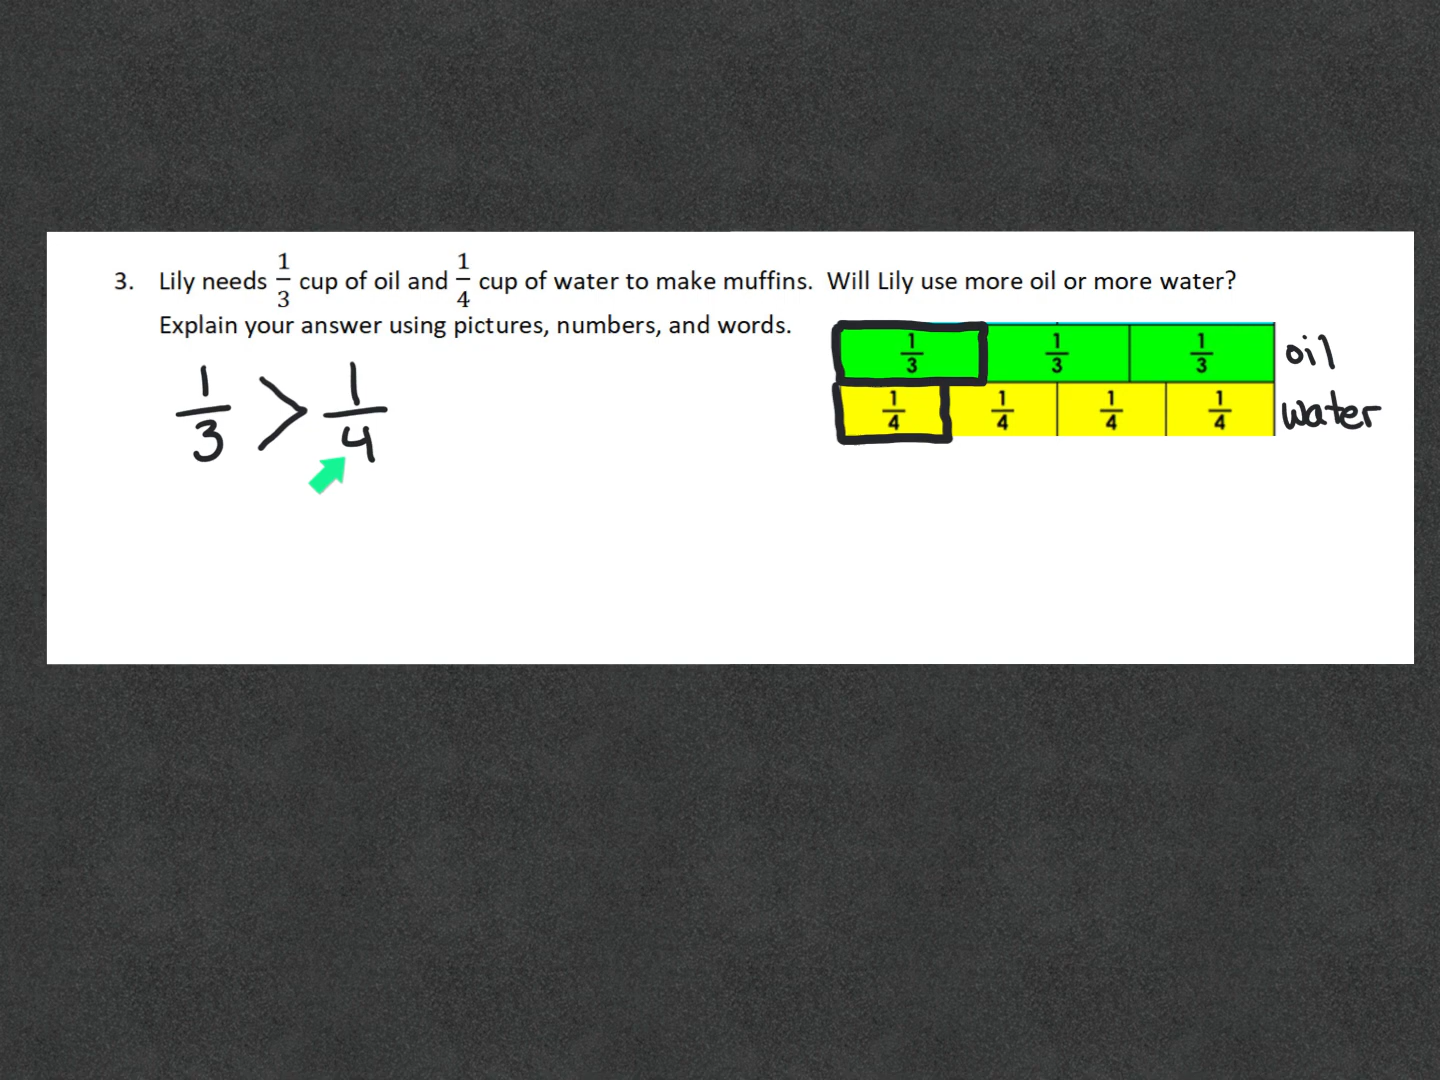 3. Lily needs 1/3 cup of oil and 1/4 cup of water to make muffins. Will Lily use more oil or more water?
Explain your answer using pictures, numbers, and words.
1/3 1/3 1/3 oil
1/4 1/4 1/4 1/4 water
1/3 > 1/4